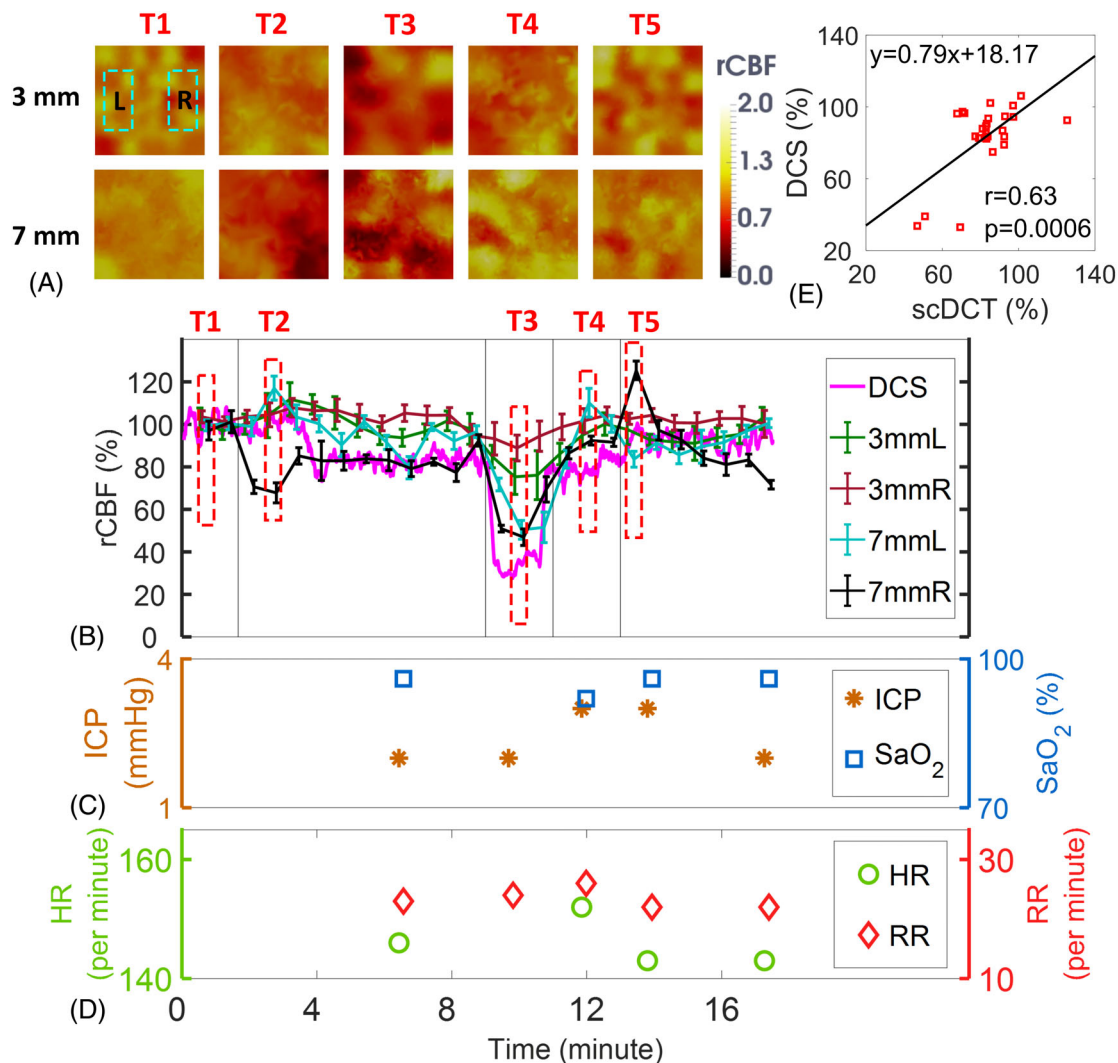 T1 T2 T3 T4 T5
3 mm
L R
7 mm
(A)
rCBF
2.0
1.3
0.7
0.0
140
100
60
20
DCS (%)
y=0.79x+18.17
r=0.63
p=0.0006
20 60 100 140
scDCT (%)
(E)
T1 T2 T3 T4 T5
120
100
80
60
40
20
0
rCBF (%)
DCS
3mmL
3mmR
7mmL
7mmR
(B)
4
1
ICP
(mmHg)
100
70
SaO2 (%)
ICP
SaO2
(C)
160
140
HR
(per minute)
30
10
RR
(per minute)
HR
RR
(D)
0 4 8 12 16
Time (minute)